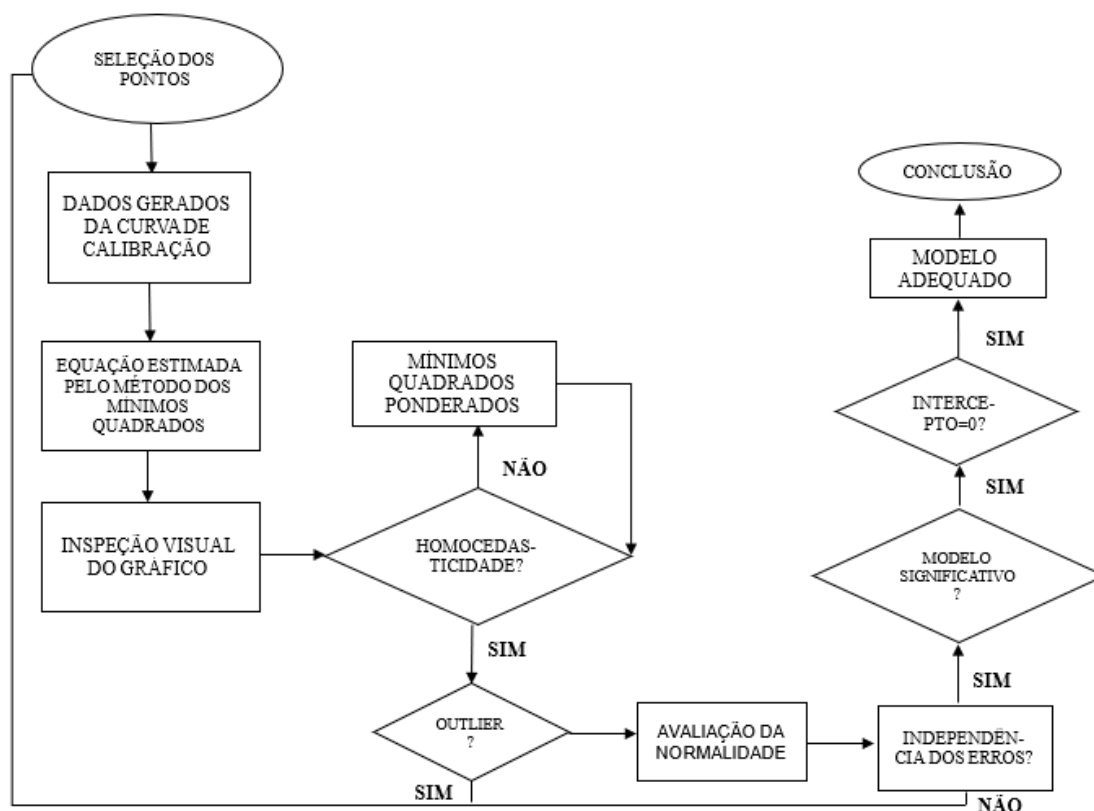 SELEÇÃO DOS
PONTOS
DADOS GERADOS
DA CURVA DE
CALIBRAÇÃO
EQUAÇÃO ESTIMADA
PELO MÉTODO DOS
MÍNIMOS
QUADRADOS
INSPEÇÃO VISUAL
DO GRÁFICO
MÍNIMOS
QUADRADOS
PONDERADOS
NÃO
HOMOCEDAS-
TICIDADE?
SIM
OUTLIER
?
SIM
AVALIAÇÃO DA
NORMALIDADE
INDEPENDÊN-
CIA DOS ERROS?
NÃO
SIM
MODELO
SIGNIFICATIVO
?
SIM
INTERCE-
PTO=0?
SIM
MODELO
ADEQUADO
CONCLUSÃO